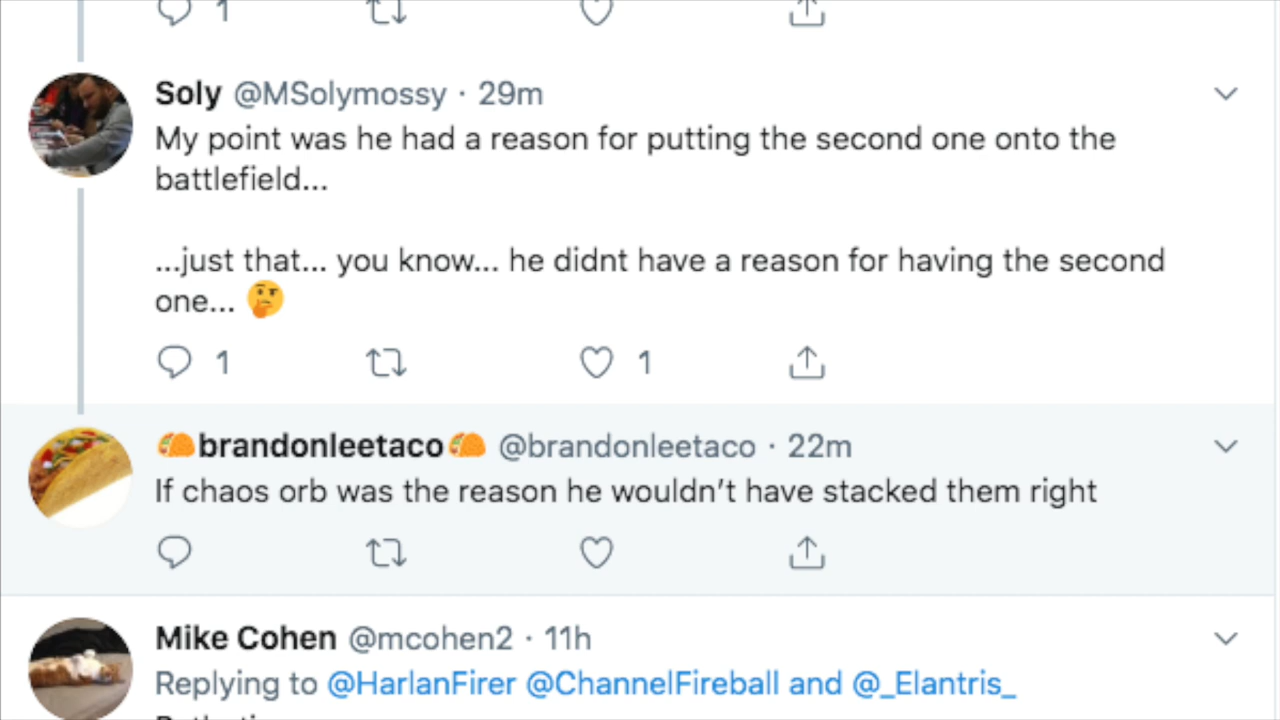 1
Soly @MSolymossy · 29m
My point was he had a reason for putting the second one onto the
battlefield...
...just that... you know... he didnt have a reason for having the second
one... 🤔
1 1
🌮brandonleetaco🌮 @brandonleetaco · 22m
If chaos orb was the reason he wouldn’t have stacked them right
Mike Cohen @mcohen2 · 11h
Replying to @HarlanFirer @ChannelFireball and @_Elantris_